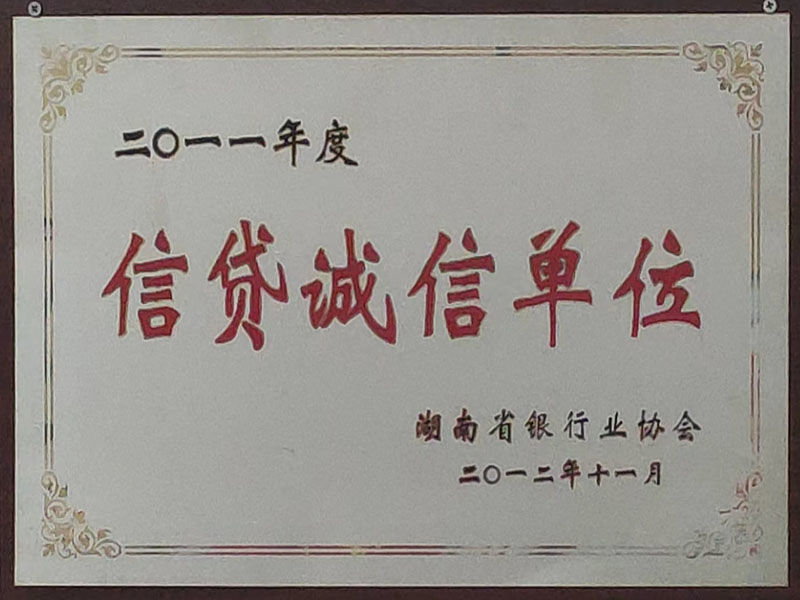 二〇一一年度
信贷诚信单位
湖南省银行业协会
二〇一二年十一月